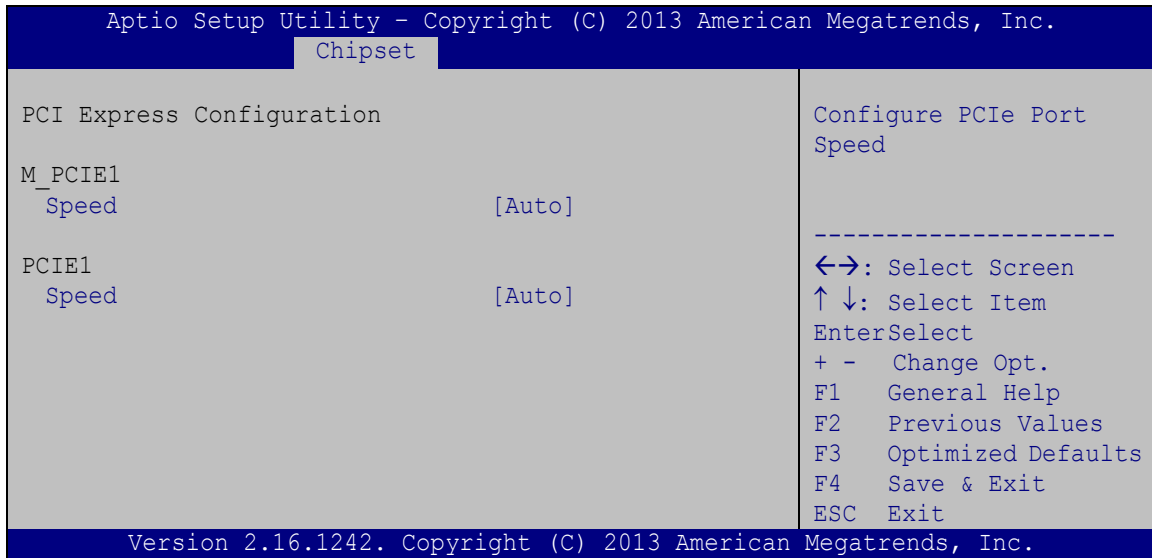 Aptio Setup Utility – Copyright (C) 2013 American Megatrends, Inc.
Chipset
PCI Express Configuration
M_PCIE1
Speed [Auto]
PCIE1
Speed [Auto]
Configure PCIe Port
Speed
---------------------
←→: Select Screen
↑ ↓: Select Item
EnterSelect
+ - Change Opt.
F1 General Help
F2 Previous Values
F3 Optimized Defaults
F4 Save & Exit
ESC Exit
Version 2.16.1242. Copyright (C) 2013 American Megatrends, Inc.